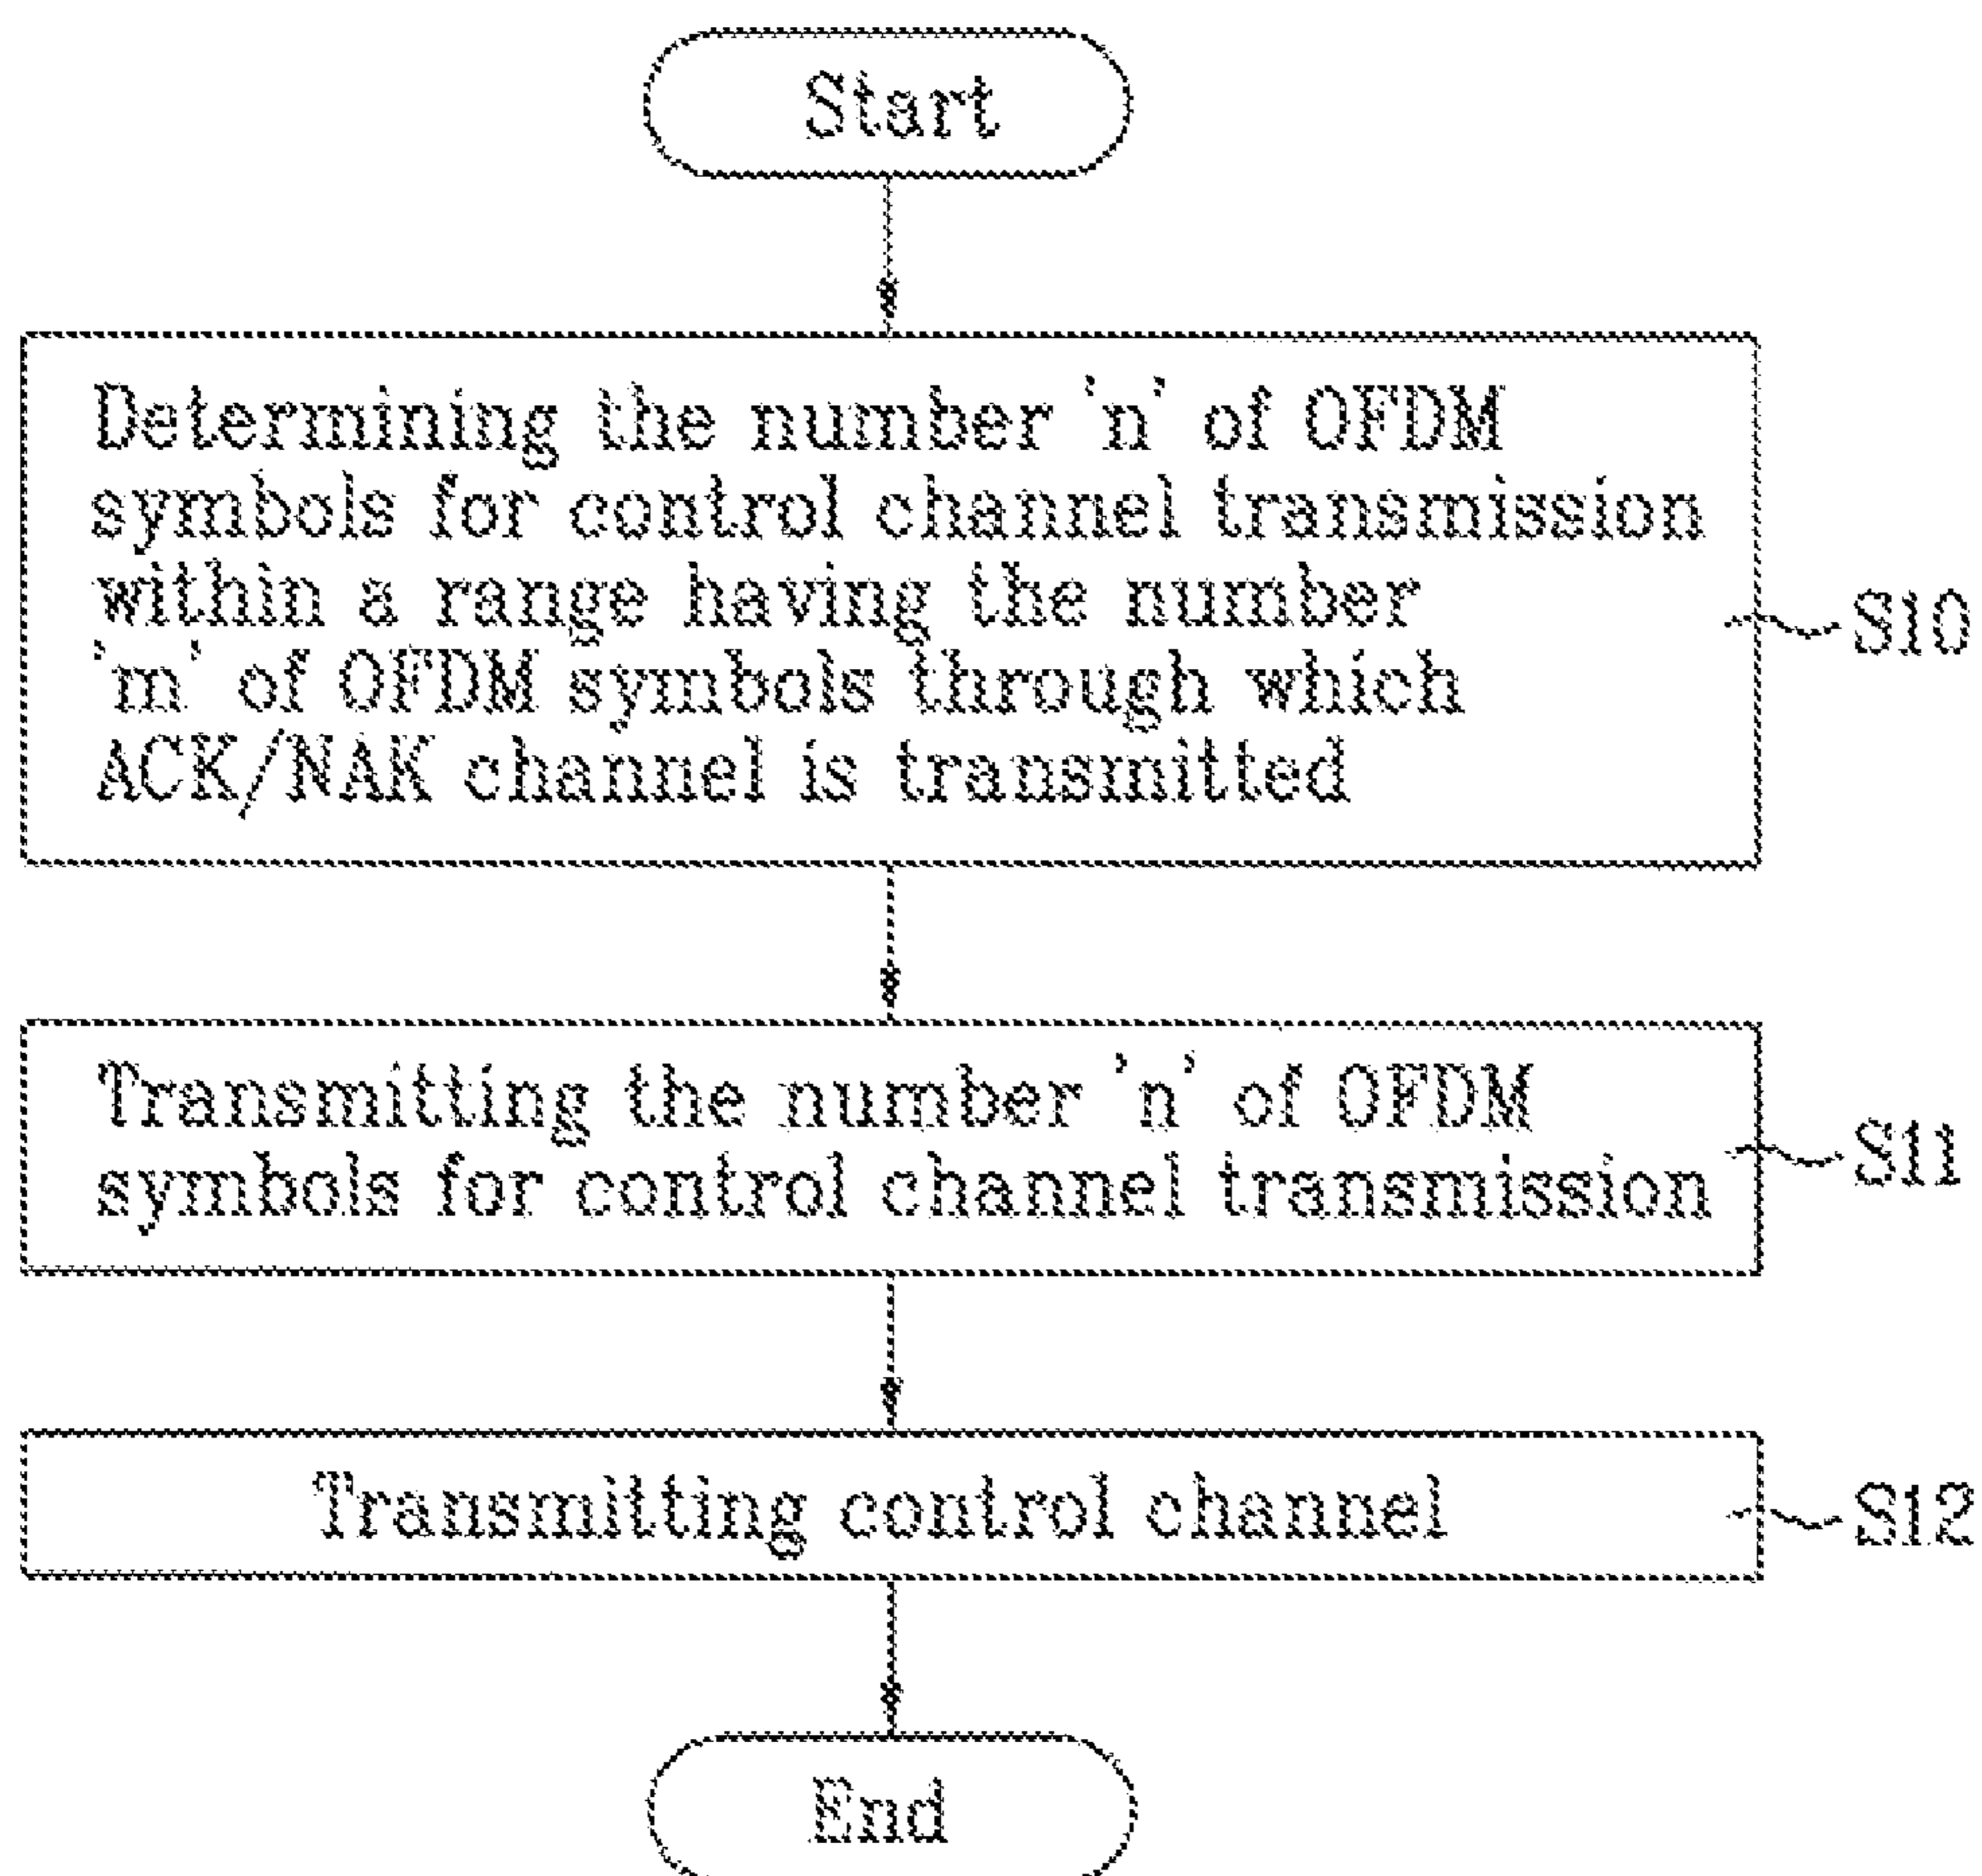 Start
Determining the number 'n' of OFDM
symbols for control channel transmission
within a range having the number
'm' of OFDM symbols through which
ACK/NAK channel is transmitted
S10
Transmitting the number 'n' of OFDM
symbols for control channel transmission
S11
Transmitting control channel
S12
End